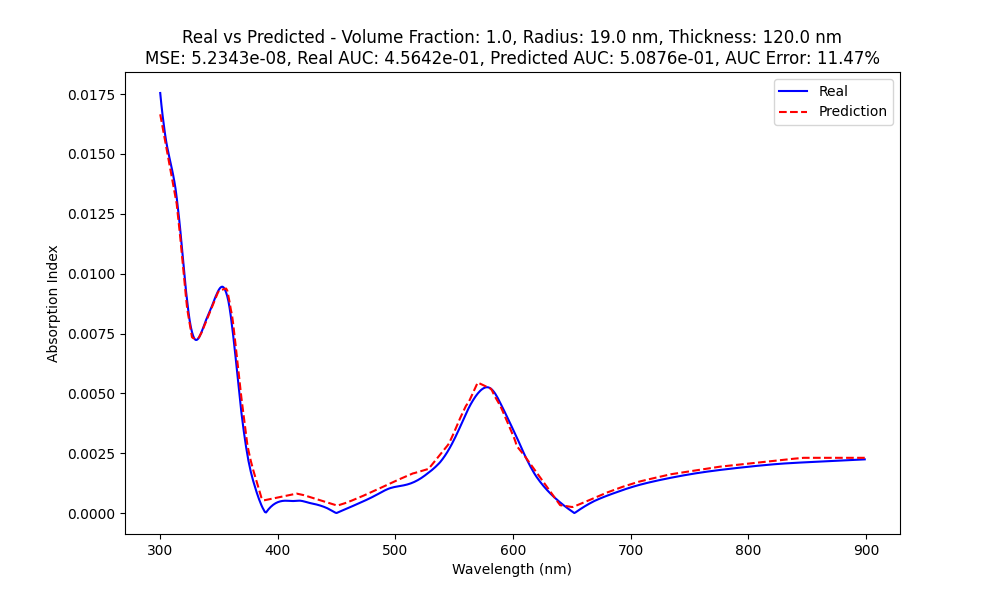 Real vs Predicted - Volume Fraction: 1.0, Radius: 19.0 nm, Thickness: 120.0 nm
MSE: 5.2343e-08, Real AUC: 4.5642e-01, Predicted AUC: 5.0876e-01, AUC Error: 11.47%
Real
Prediction
0.0175
0.0150
0.0125
0.0100
0.0075
0.0050
0.0025
0.0000
Absorption Index
300 400 500 600 700 800 900
Wavelength (nm)